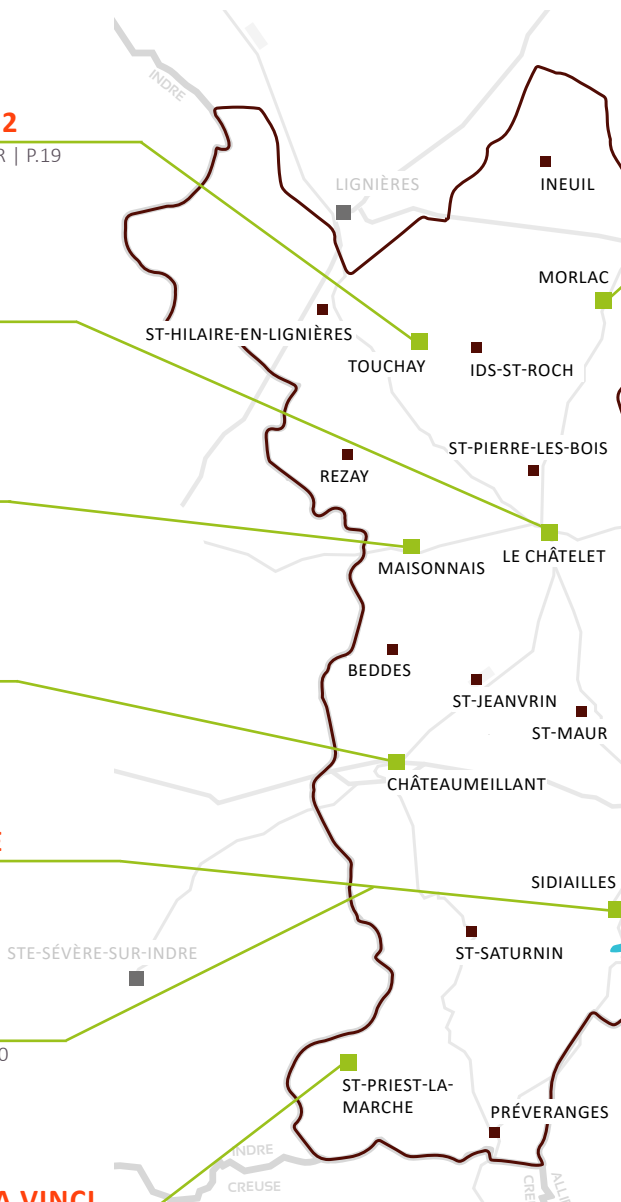 INDRE
2
R | P.19
LIGNIÈRES
INEUIL
MORLAC
ST-HILAIRE-EN-LIGNIÈRES
TOUCHAY
IDS-ST-ROCH
ST-PIERRE-LES-BOIS
REZAY
LE CHÂTELET
MAISONNAIS
BEDDES
ST-JEANVRIN
ST-MAUR
CHÂTEAUMEILLANT
SIDIAILLES
STE-SÉVÈRE-SUR-INDRE
ST-SATURNIN
0
ST-PRIEST-LA-
MARCHE
PRÉVERANGES
INDRE
CREUSE
CRE
ALLI
A VINCI